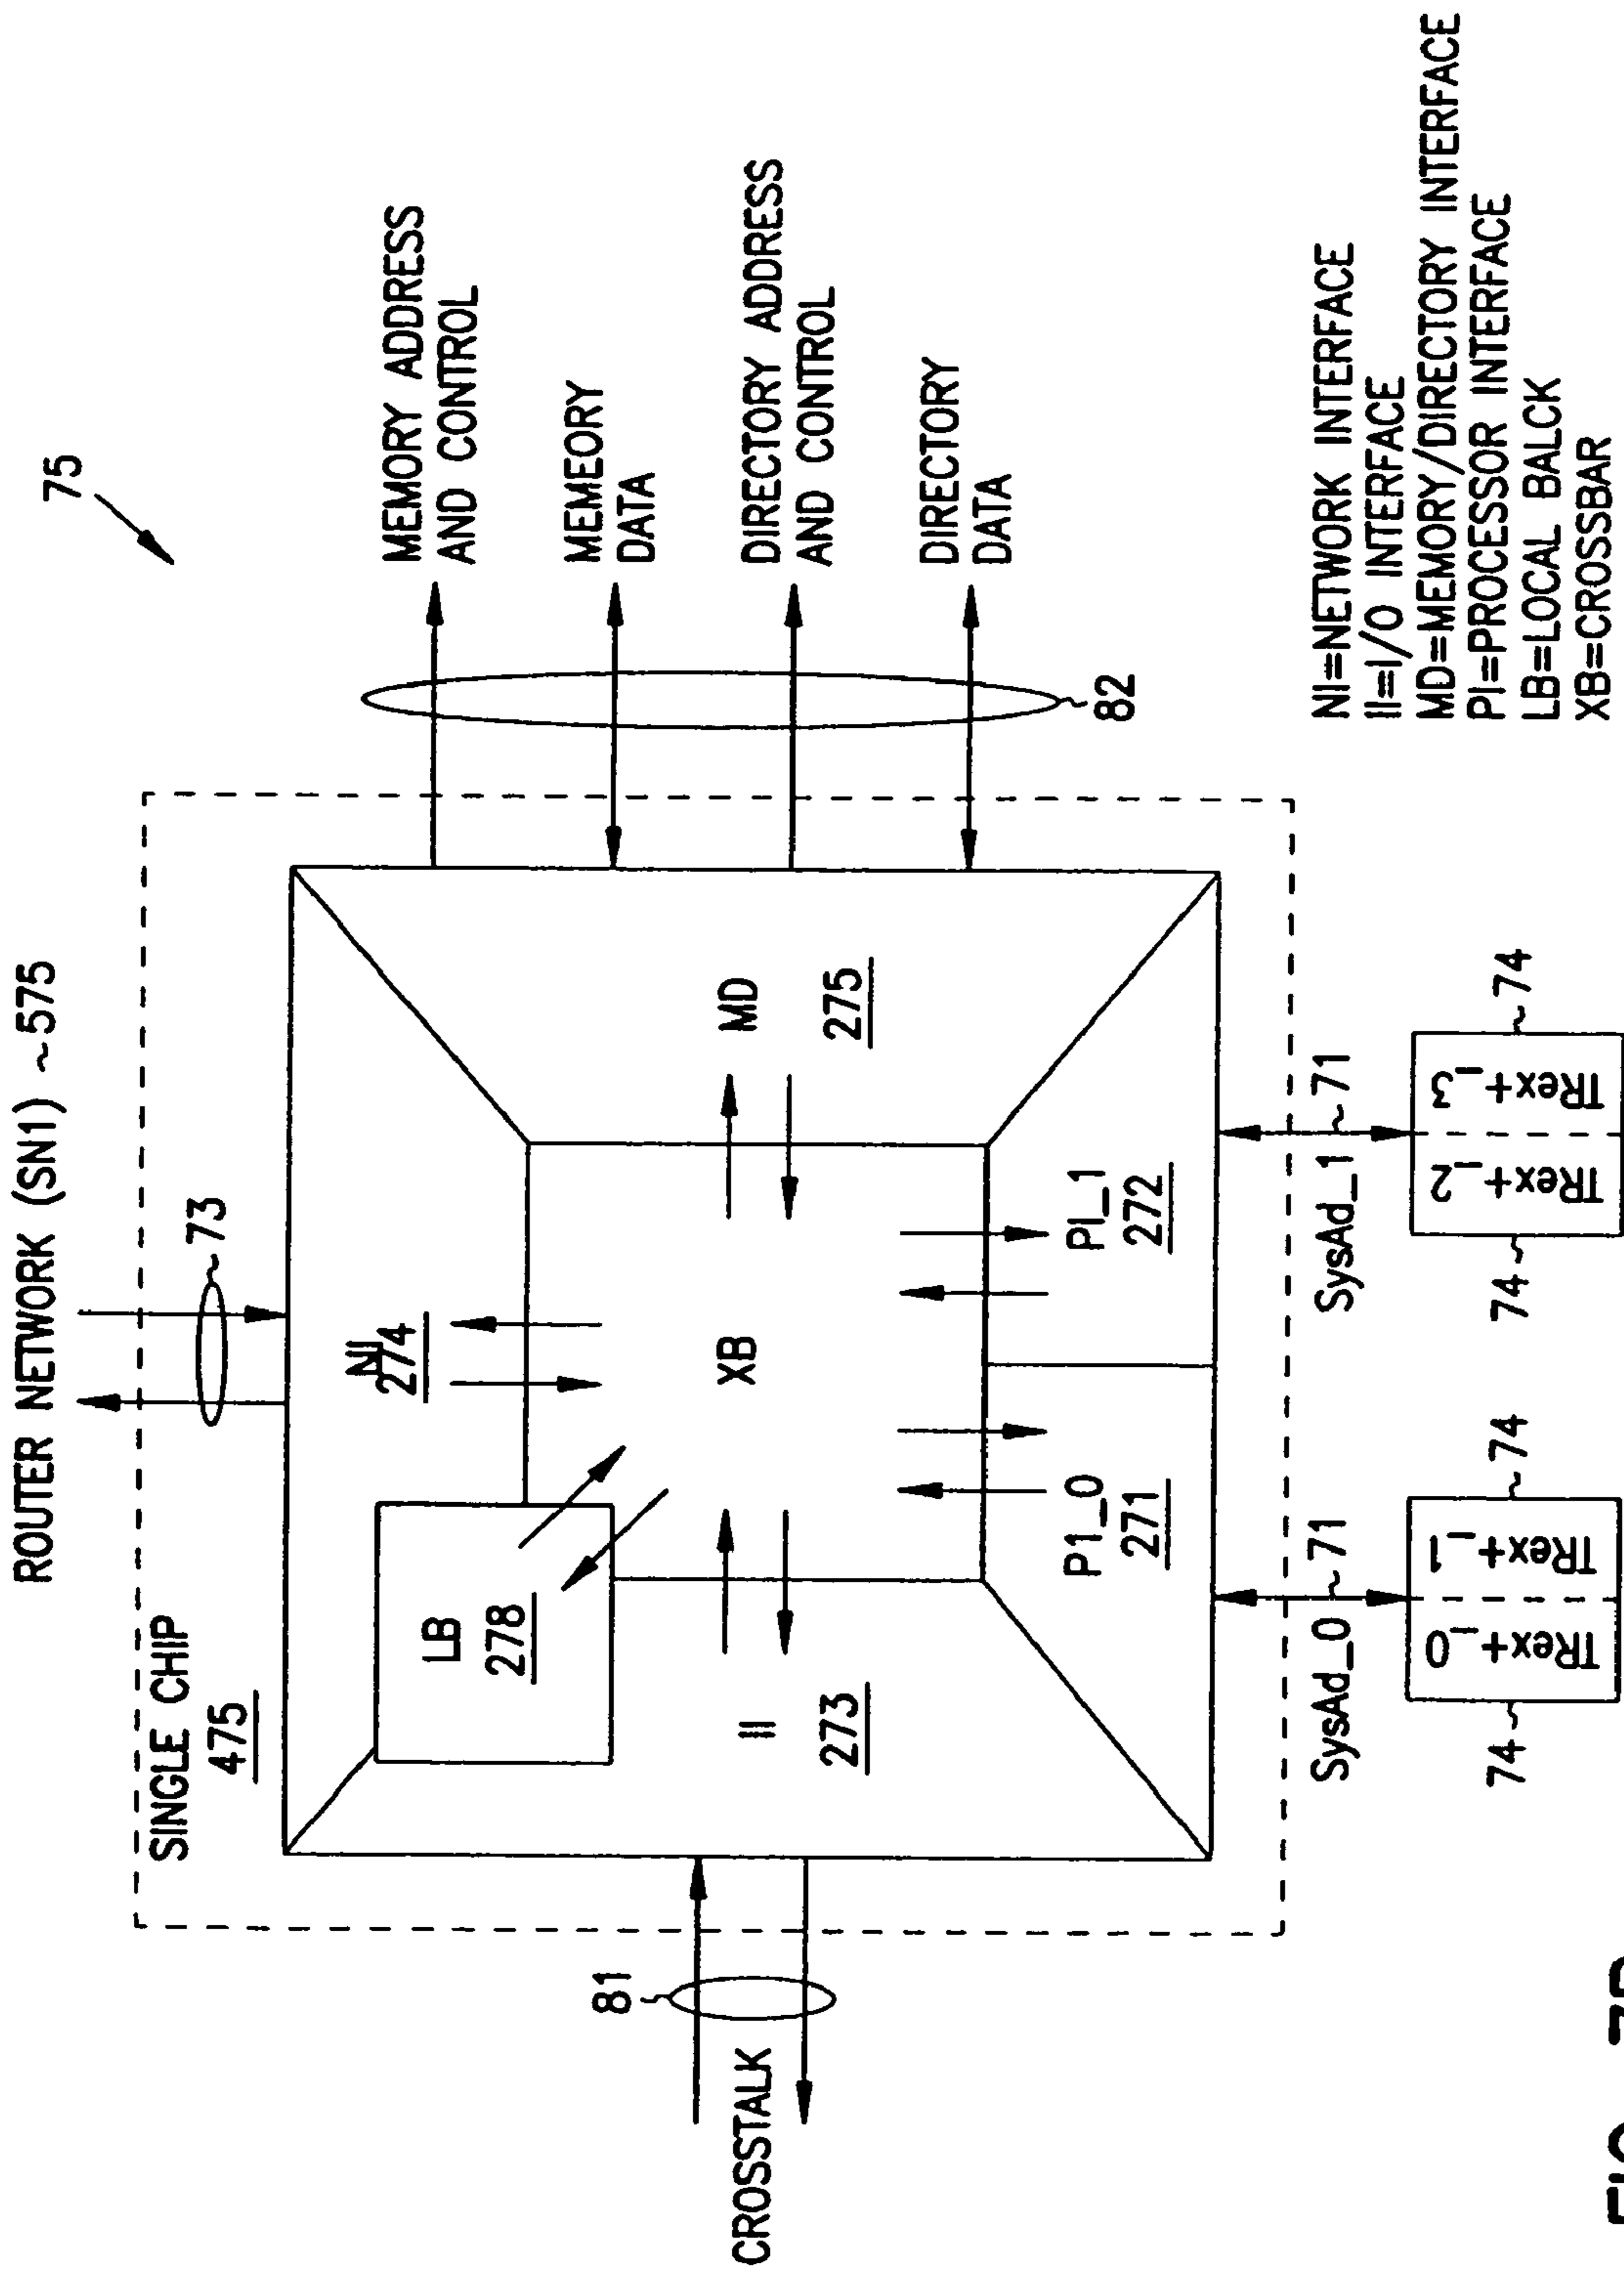 ROUTER NETWORK (SN1) ~575
75
SINGLE CHIP
475
73
NI
274
LB
278
XB
II
273
MD
275
P1_0
271
PI_1
272
81
CROSSTALK
MEMORY ADDRESS
AND CONTROL
MEMEORY
DATA
DIRECTORY ADDRESS
AND CONTROL
DIRECTORY
DATA
82
SysAd_0
71
SysAd_1
71
74
TRex+_0
TRex+_1
74
74
TRex+_2
TRex+_3
74
NI=NETWORK INTERFACE
II=I/O INTERFACE
MD=MEMORY/DIRECTORY INTERFACE
PI=PROCESSOR INTERFACE
LB=LOCAL BALCK
XB=CROSSBAR